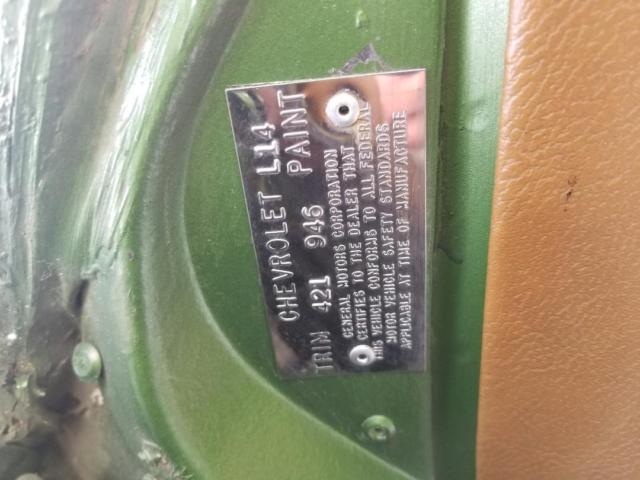 CHEVROLET L14
TRIM 421 946 PAINT
GENERAL MOTORS CORPORATION
CERTIFIES TO THE DEALER THAT
THIS VEHICLE CONFORMS TO ALL FEDERAL
MOTOR VEHICLE SAFETY STANDARDS
APPLICABLE AT TIME OF MANUFACTURE